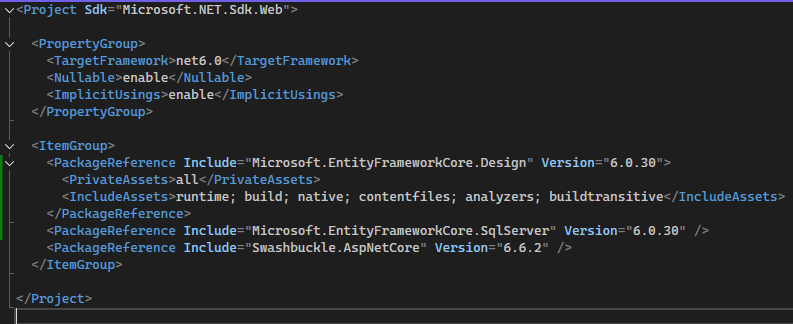 <Project Sdk="Microsoft.NET.Sdk.Web">
<PropertyGroup>
<TargetFramework>net6.0</TargetFramework>
<Nullable>enable</Nullable>
<ImplicitUsings>enable</ImplicitUsings>
</PropertyGroup>
<ItemGroup>
<PackageReference Include="Microsoft.EntityFrameworkCore.Design" Version="6.0.30">
<PrivateAssets>all</PrivateAssets>
<IncludeAssets>runtime; build; native; contentfiles; analyzers; buildtransitive</IncludeAssets>
</PackageReference>
<PackageReference Include="Microsoft.EntityFrameworkCore.SqlServer" Version="6.0.30" />
<PackageReference Include="Swashbuckle.AspNetCore" Version="6.6.2" />
</ItemGroup>
</Project>